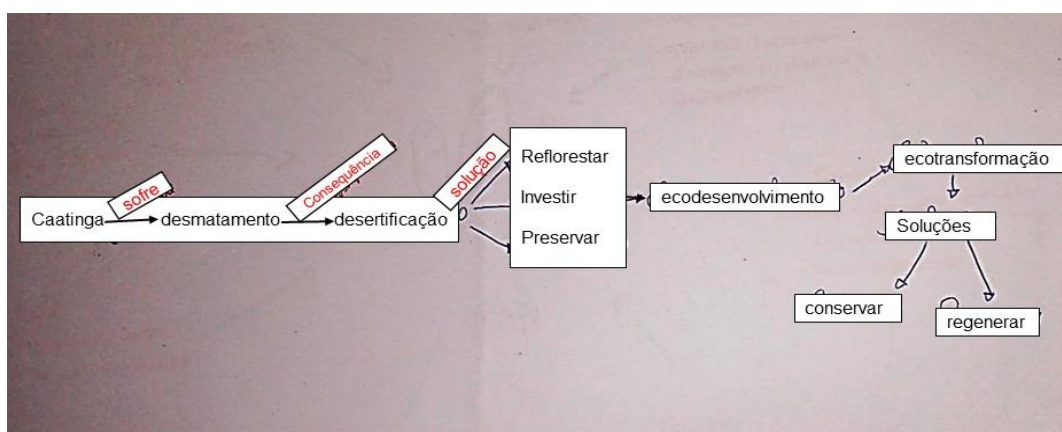 sofre
Consequência
solução
Caatinga
desmatamento
desertificação
Reflorestar
Investir
Preservar
ecodesenvolvimento
ecotransformação
Soluções
conservar
regenerar